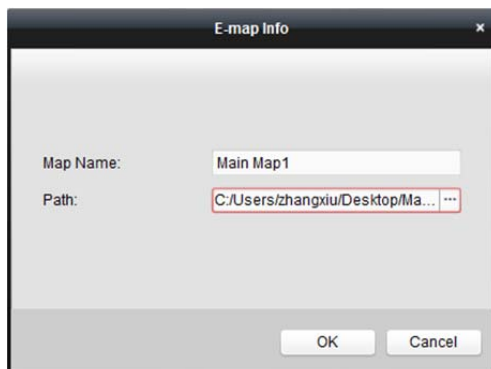 E-map Info ×
Map Name: Main Map1
Path: C:/Users/zhangxiu/Desktop/Ma... ...
OK Cancel